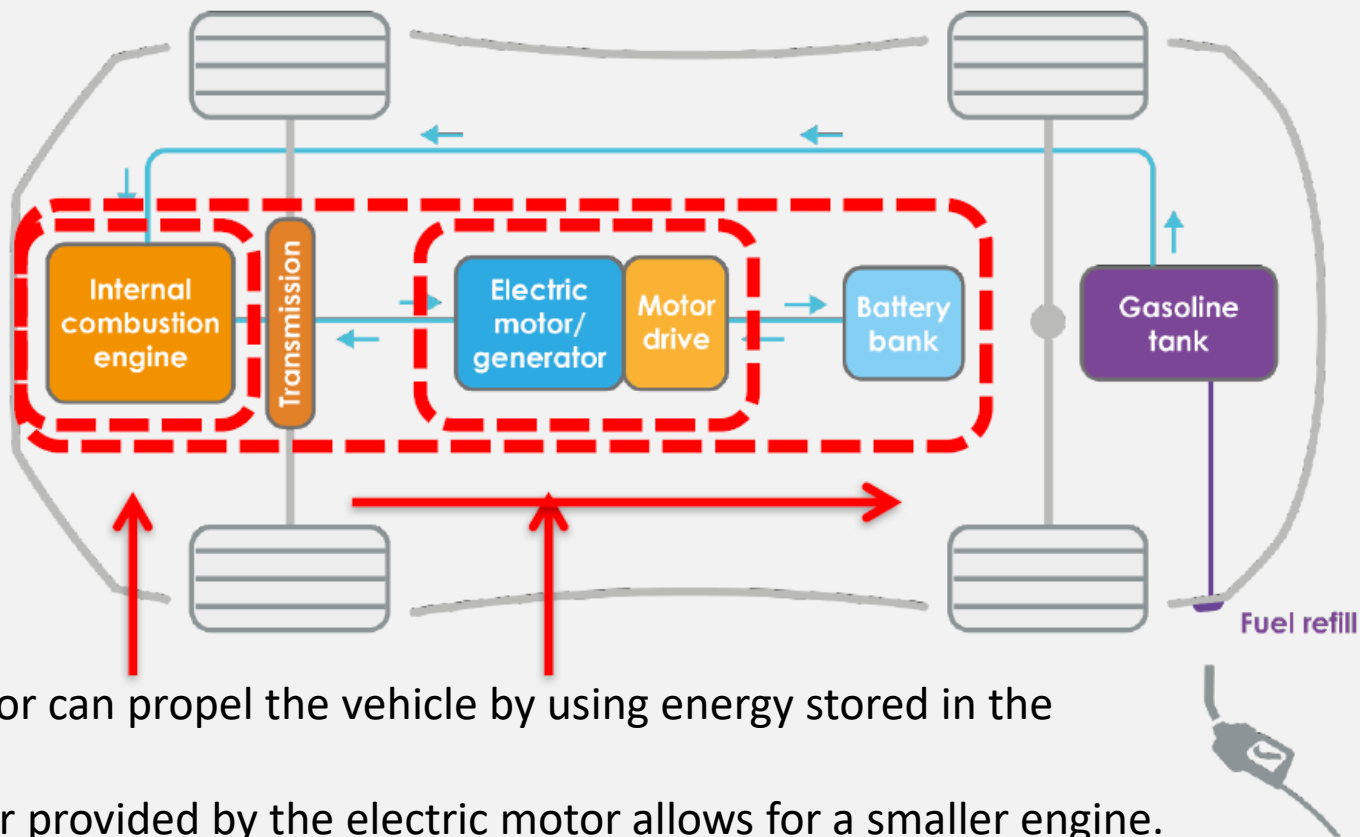 Internal
combustion
engine
Transmission
Electric
motor/
generator
Motor
drive
Battery
bank
Gasoline
tank
Fuel refill
or can propel the vehicle by using energy stored in the
r provided by the electric motor allows for a smaller engine.